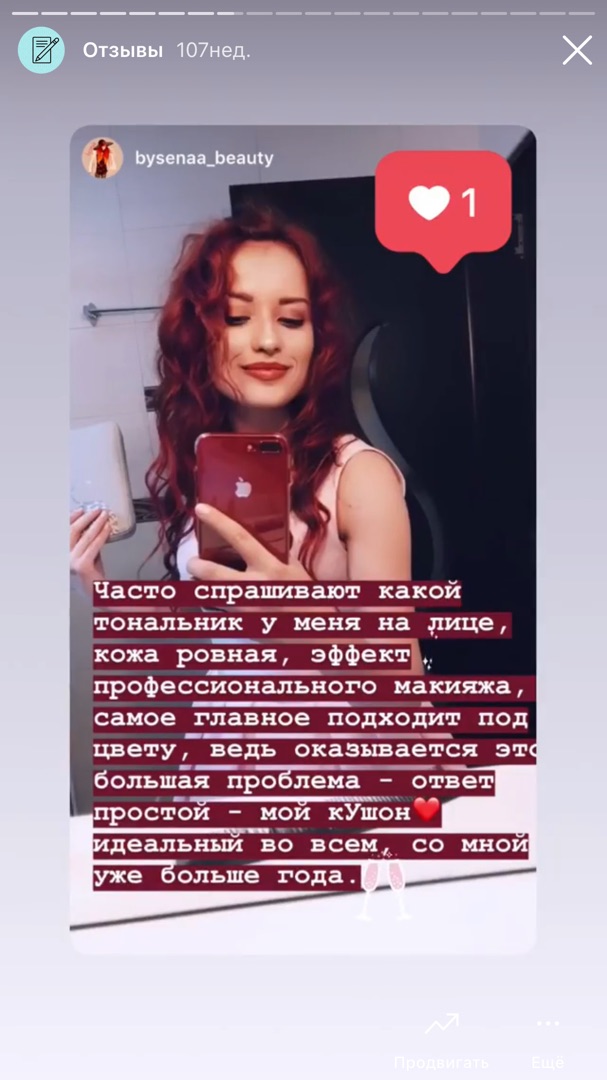 Отзывы 107нед.
bysenaa_beauty
1
Часто спрашивают какой
тональник у меня на лице,
кожа ровная, эффект
профессионального макияжа,
самое главное подходит под
цвету, ведь оказывается это
большая проблема - ответ
простой - мой кУшон❤️
идеальный во всем, со мной
уже больше года.
Продвигать Ещё